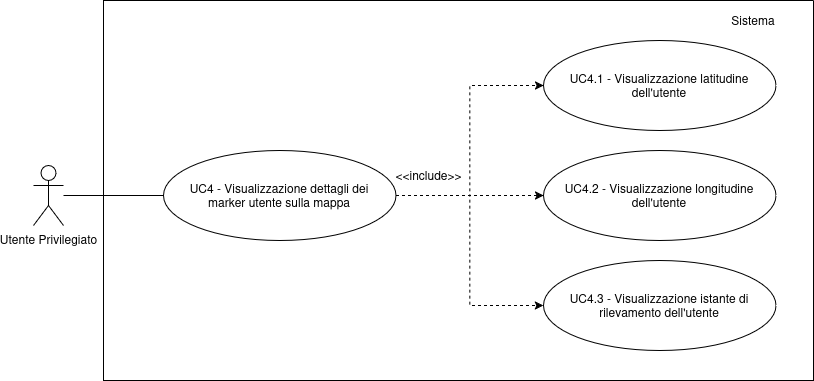 Sistema
UC4.1 - Visualizzazione latitudine
dell'utente
<<include>>
UC4 - Visualizzazione dettagli dei
marker utente sulla mappa
UC4.2 - Visualizzazione longitudine
dell'utente
Utente Privilegiato
UC4.3 - Visualizzazione istante di
rilevamento dell'utente